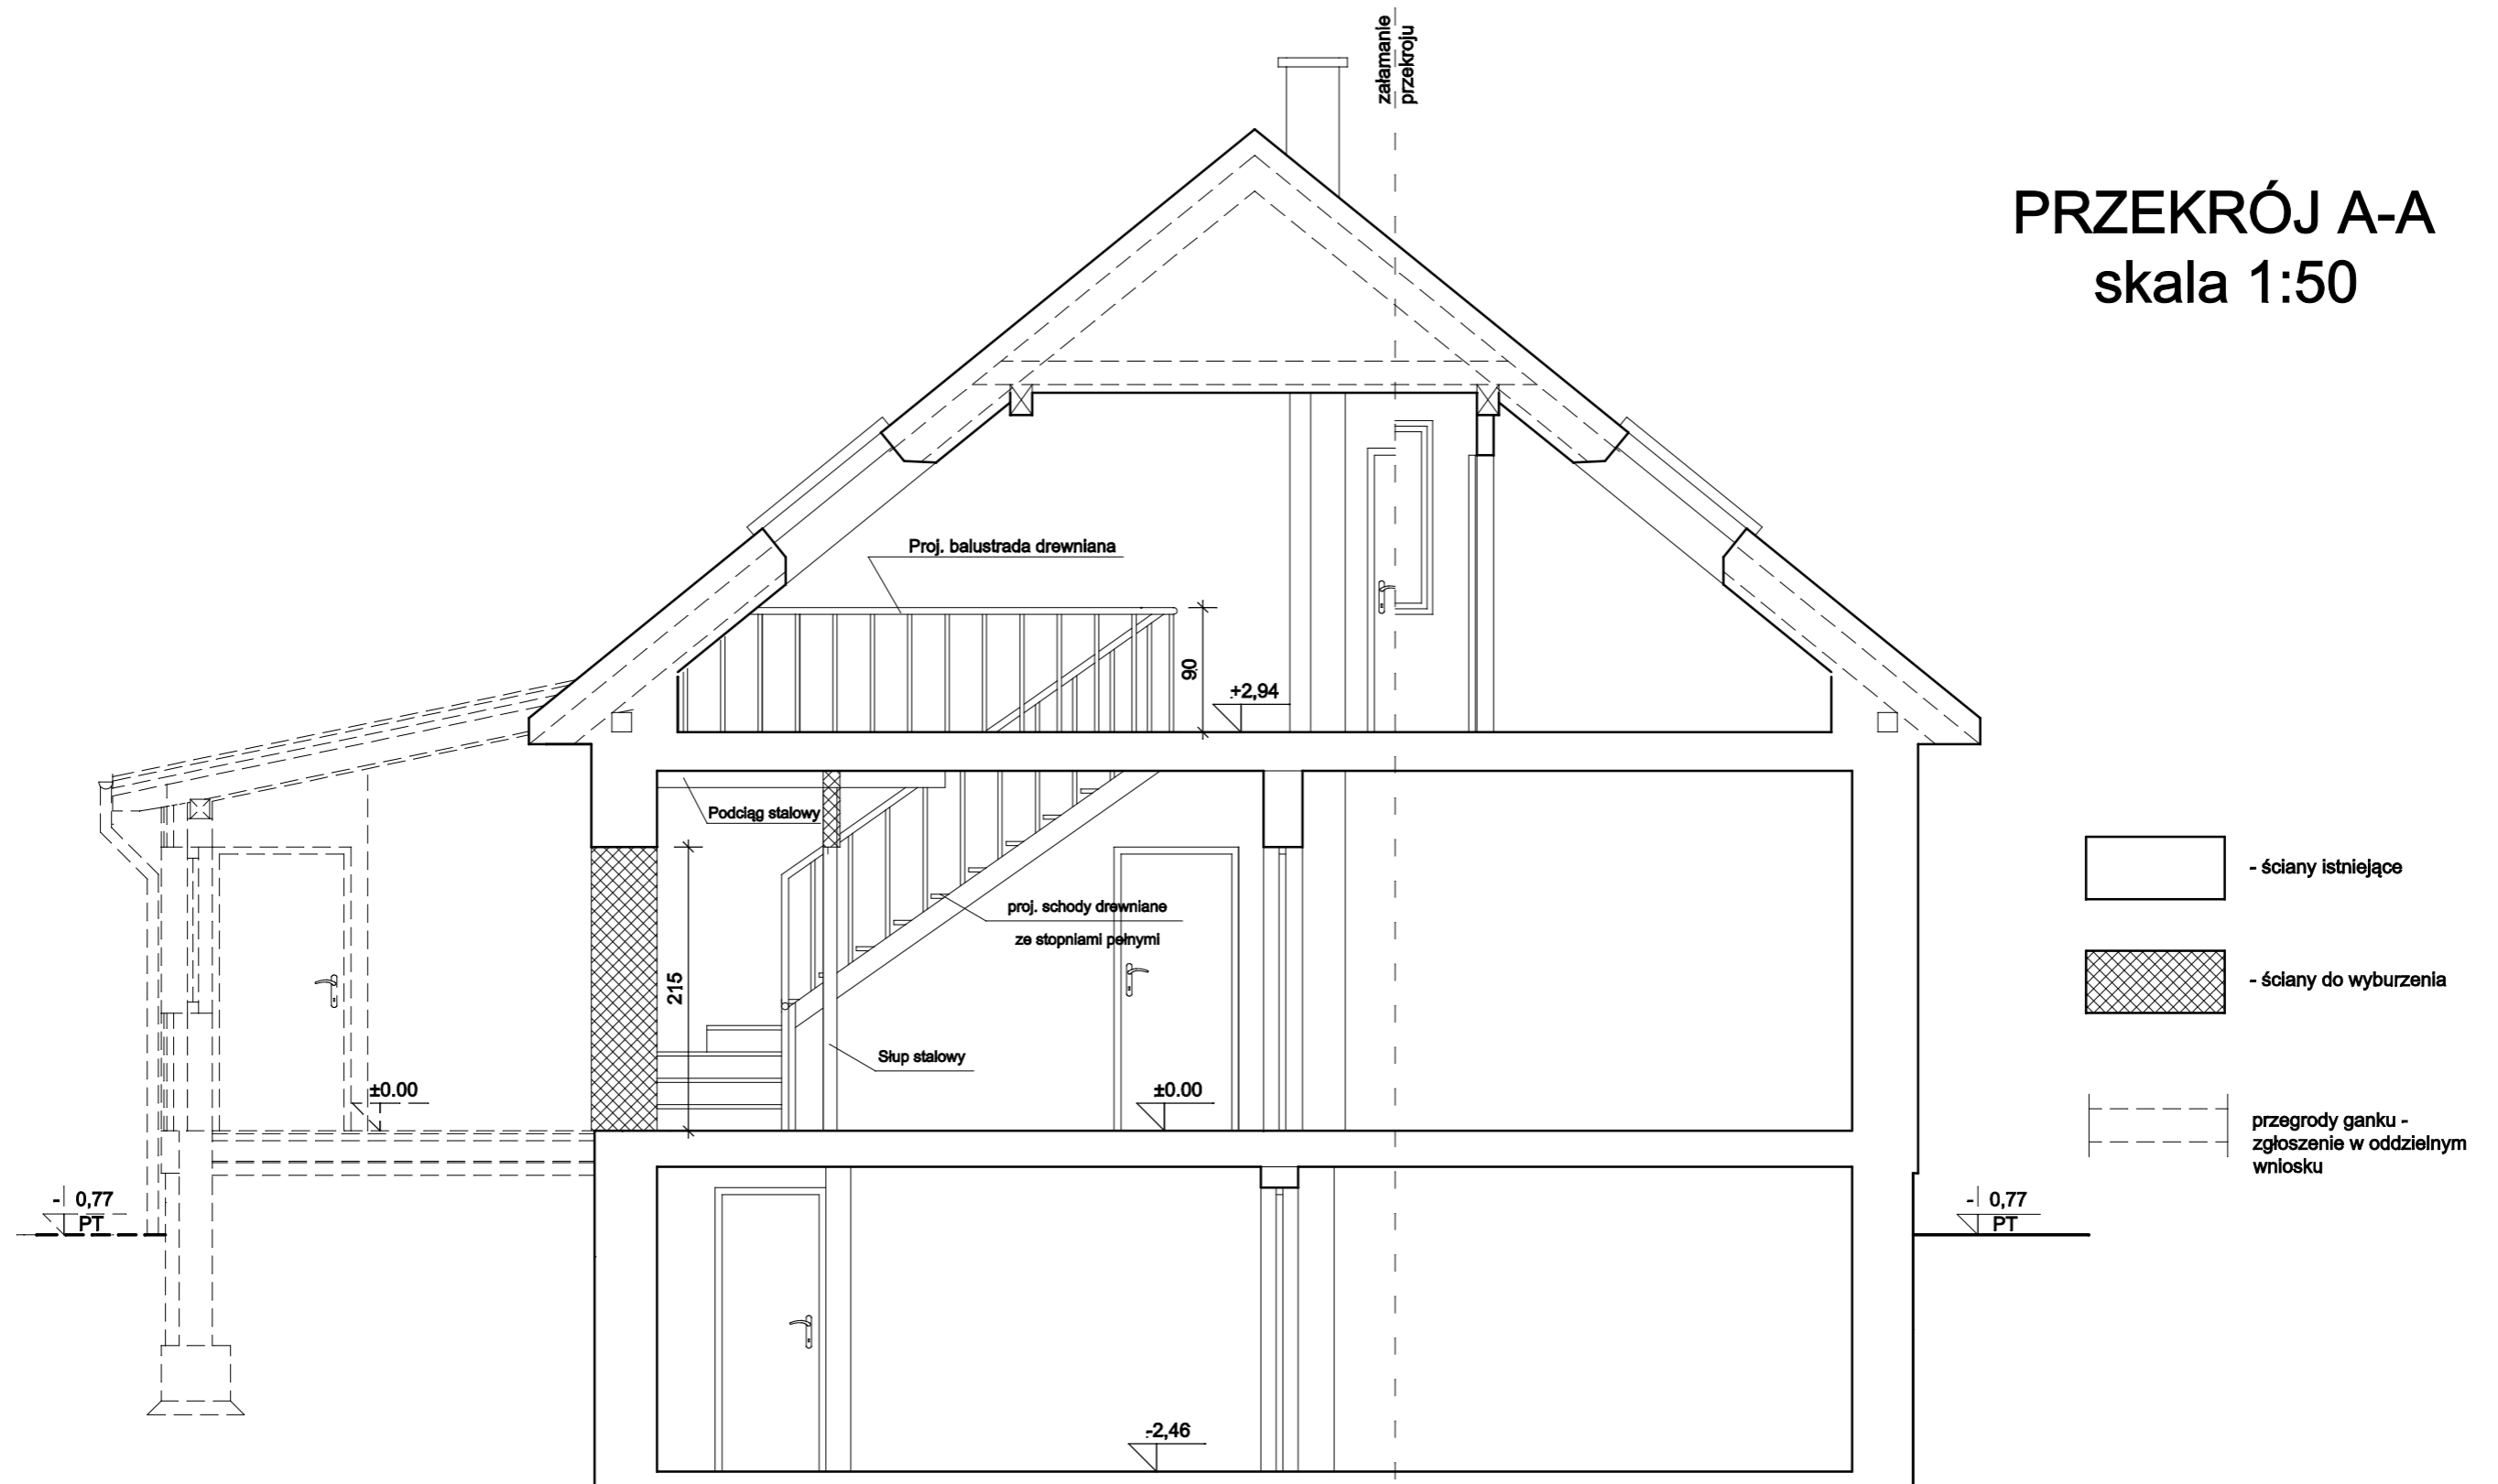 załamanie
przekroju
PRZEKRÓJ A-A
skala 1:50
Proj. balustrada drewniana
90
+2,94
Podciąg stalowy
proj. schody drewniane
ze stopniami pełnymi
215
Słup stalowy
±0.00
±0.00
- ściany istniejące
- ściany do wyburzenia
przegrody ganku -
zgłoszenie w oddzielnym
wniosku
- 0,77
PT
- 0,77
PT
-2,46